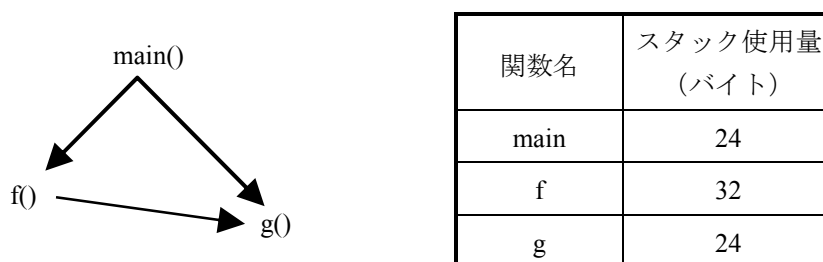 main()
f()
g()
関数名 スタック使用量
(バイト)
main 24
f 32
g 24